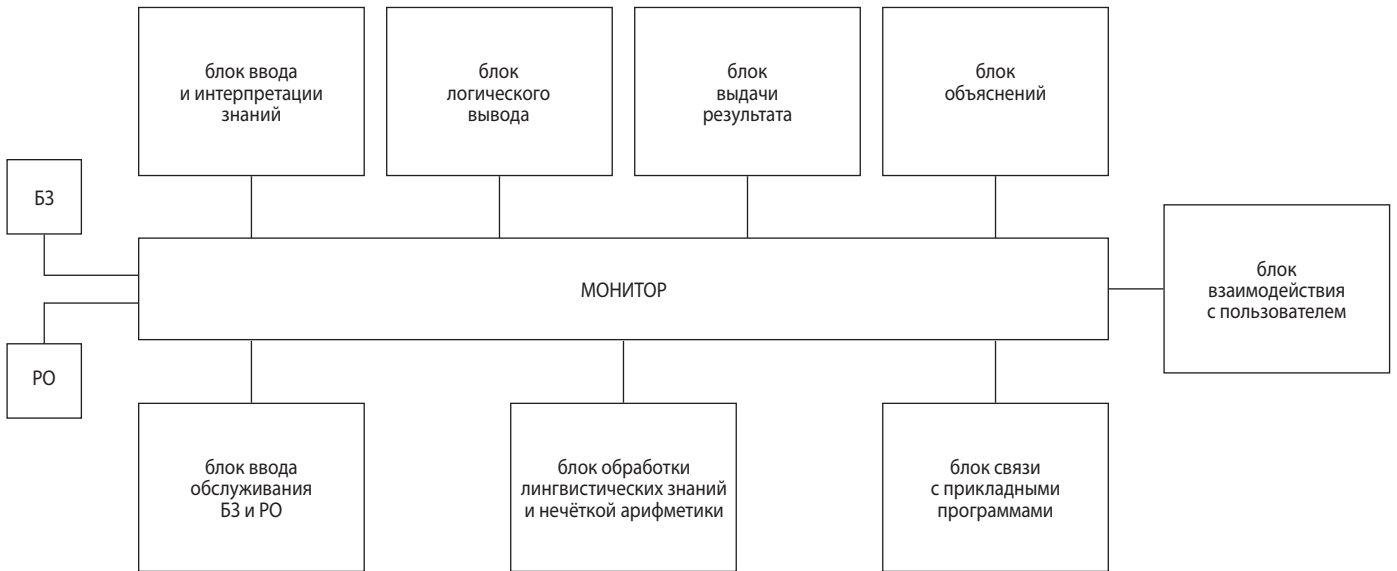 блок ввода
и интерпретации
знаний
блок
логического
вывода
блок
выдачи
результата
блок
объяснений
БЗ
МОНИТОР
блок
взаимодействия
с пользователем
РО
блок ввода
обслуживания
БЗ и РО
блок обработки
лингвистических знаний
и нечёткой арифметики
блок связи
с прикладными
программами